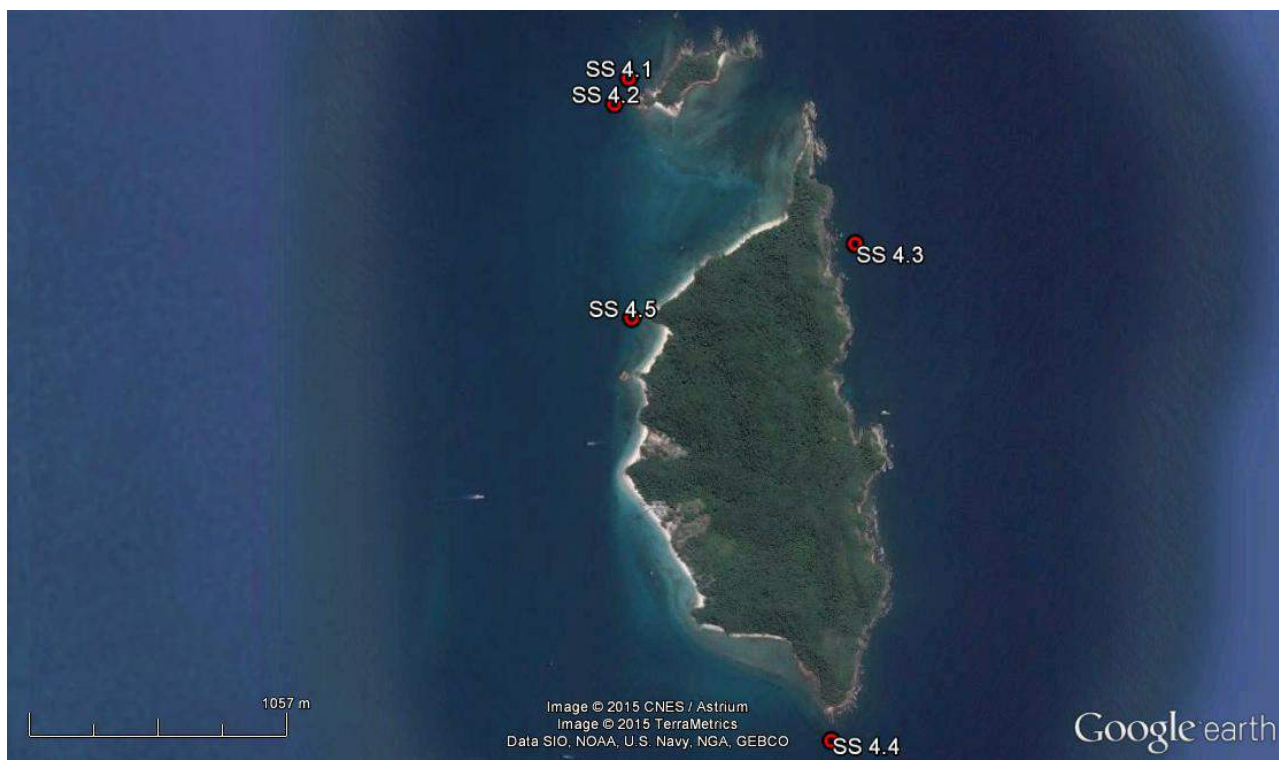 SS 4.1
SS 4.2
SS 4.3
SS 4.5
1057 m
Image © 2015 CNES / Astrium
Image © 2015 TerraMetrics
Data SIO, NOAA, U.S. Navy, NGA, GEBCO
Google earth
SS 4.4